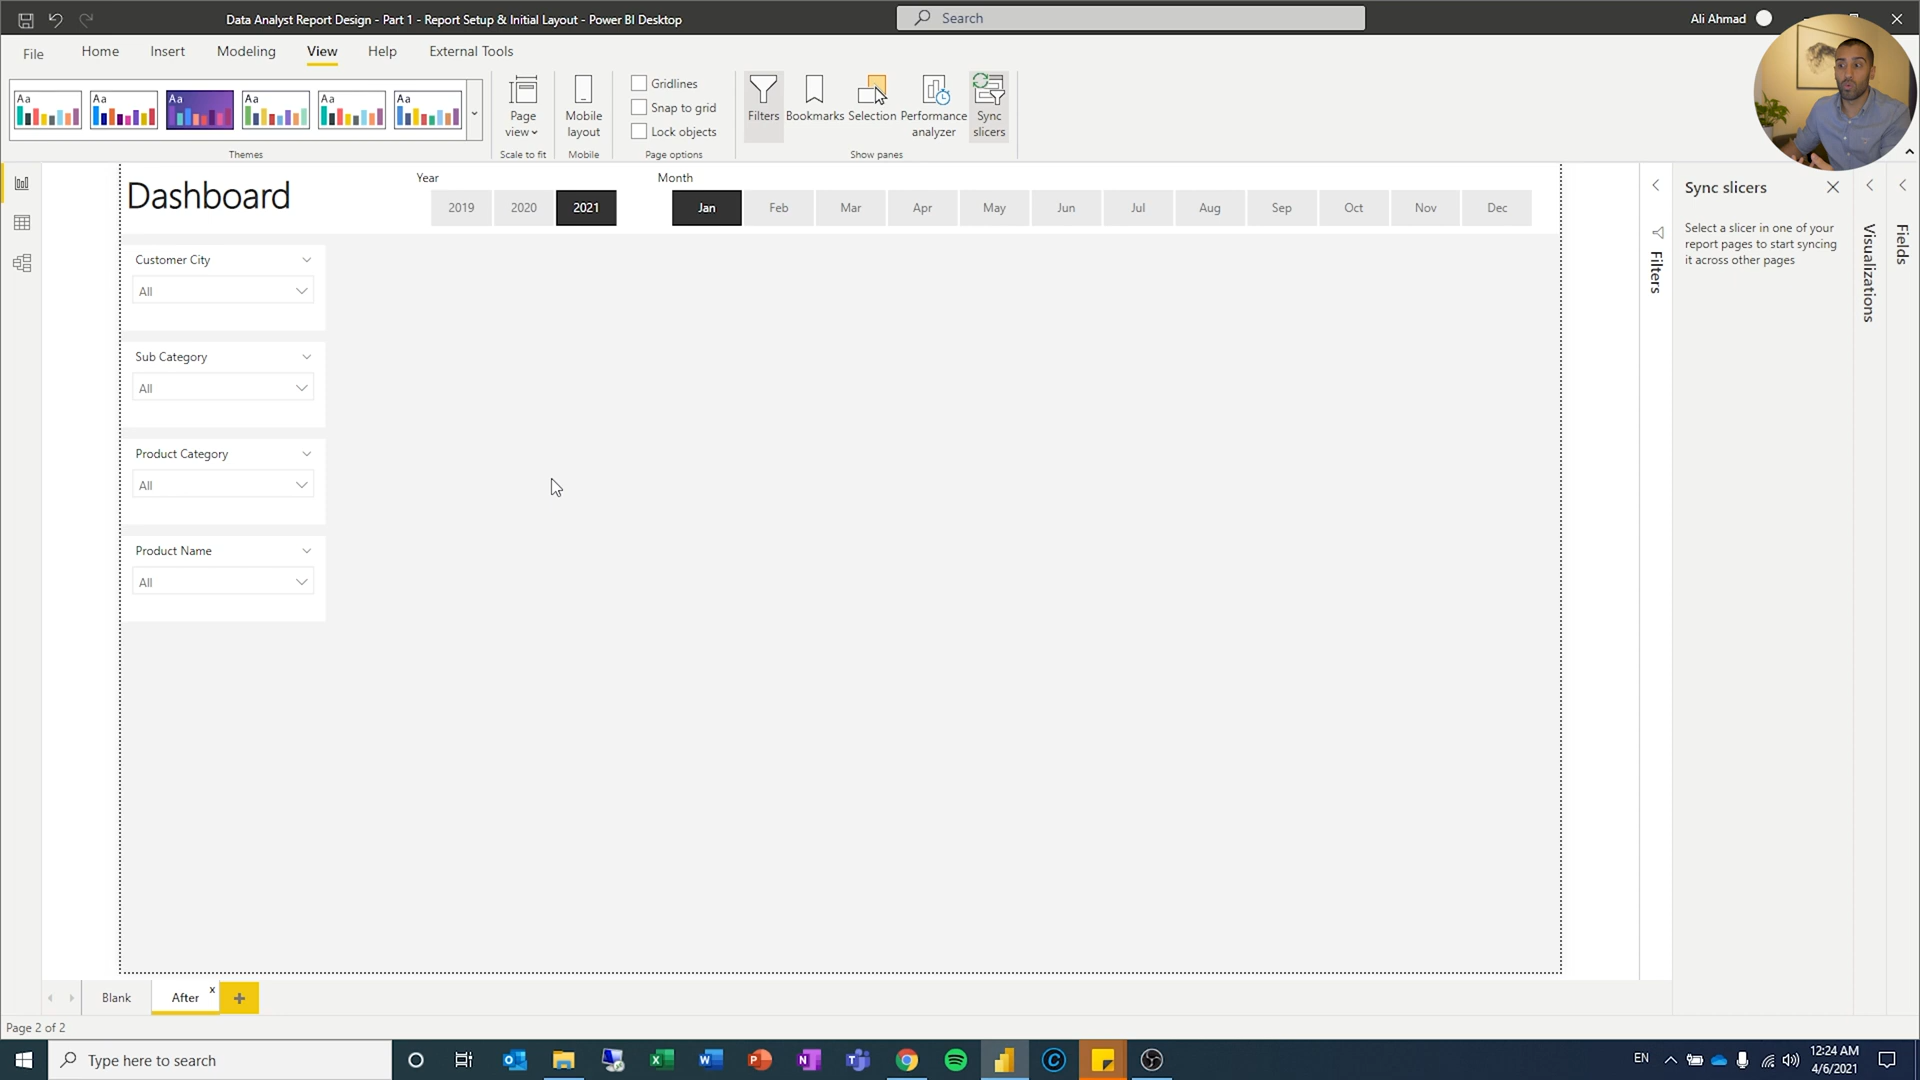 Data Analyst Report Design - Part 1 - Report Setup & Initial Layout - Power BI Desktop
Search
Ali Ahmad
File
Home
Insert
Modeling
View
Help
External Tools
Aa
Aa
Aa
Aa
Aa
Aa
Themes
Page
view
Scale to fit
Mobile
layout
Mobile
Gridlines
Snap to grid
Lock objects
Page options
Filters
Bookmarks
Selection
Performance
analyzer
Sync
slicers
Show panes
Dashboard
Year
2019 2020 2021
Month
Jan Feb Mar Apr May Jun Jul Aug Sep Oct Nov Dec
Customer City
All
Sub Category
All
Product Category
All
Product Name
All
Filters
Sync slicers
Select a slicer in one of your
report pages to start syncing
it across other pages
Visualizations
Fields
Blank
After
x
Page 2 of 2
Type here to search
EN
12:24 AM
4/6/2021